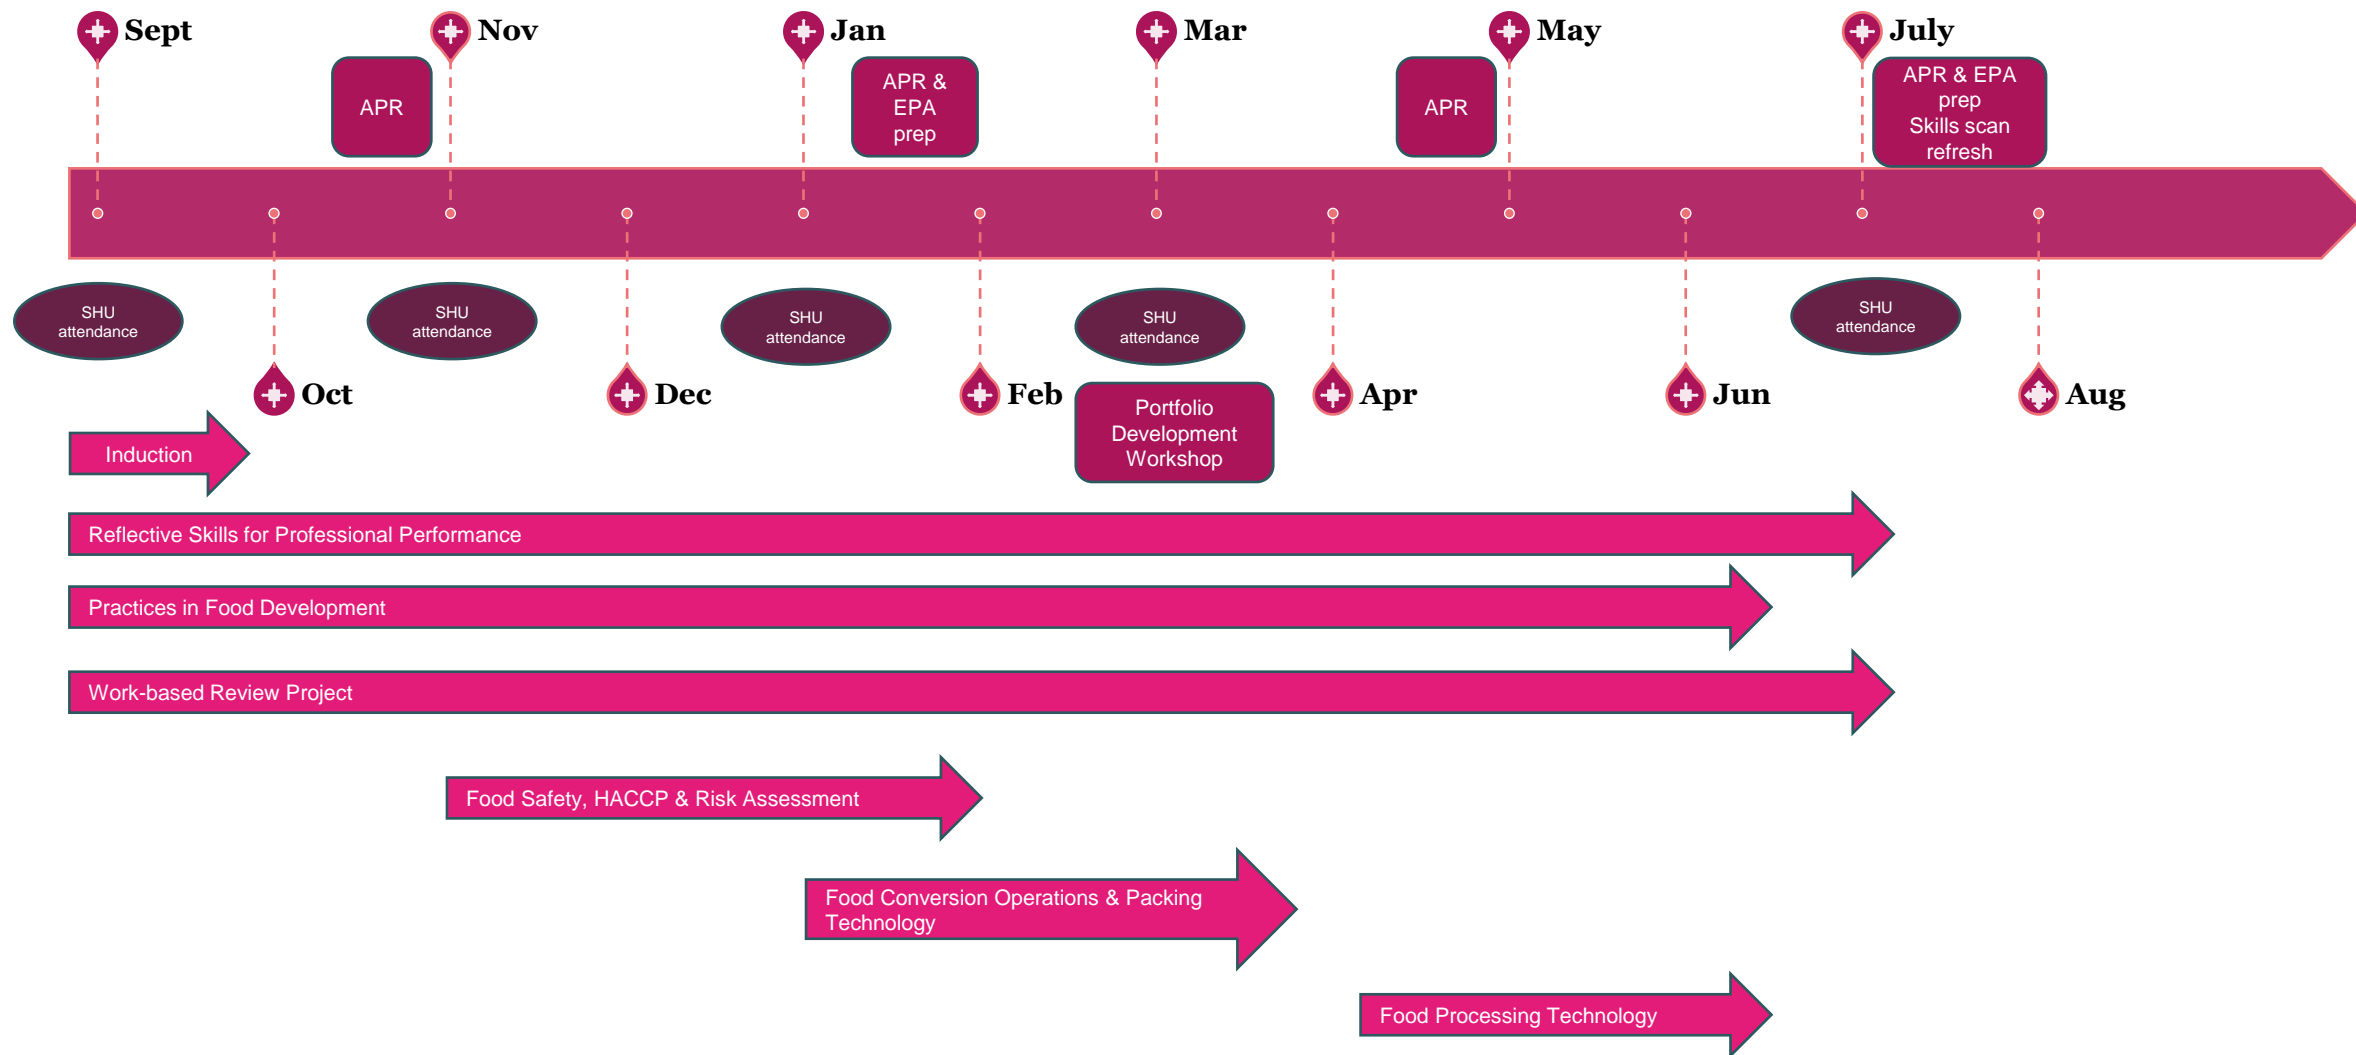 Sept
Nov
Jan
Mar
May
July
APR
APR &
EPA
prep
APR
APR & EPA
prep
Skills scan
refresh
SHU
attendance
SHU
attendance
SHU
attendance
SHU
attendance
SHU
attendance
Oct
Dec
Feb
Apr
Jun
Aug
Portfolio
Development
Workshop
Induction
Reflective Skills for Professional Performance
Practices in Food Development
Work-based Review Project
Food Safety, HACCP & Risk Assessment
Food Conversion Operations & Packing
Technology
Food Processing Technology